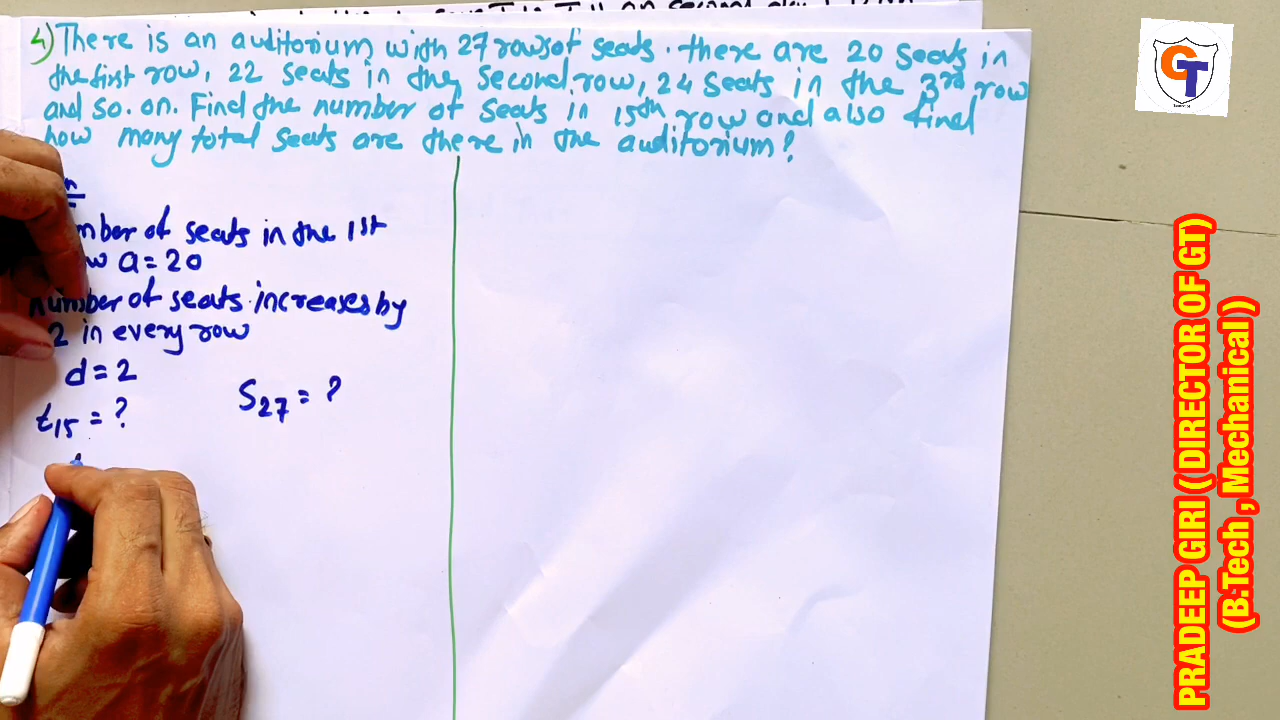 4) There is an auditorium with 27 rows of seats. there are 20 seats in
the first row, 22 seats in the second row, 24 seats in the 3rd row
and so. on. Find the number of seats in 15th row and also find
how many total seats are there in the auditorium?
mber of seats in the 1st
w a = 20
number of seats increases by
2 in every row
d = 2
t15 = ?
S27 = ?
GT
PRADEEP GIRI ( DIRECTOR OF GT)
(B.Tech , Mechanical )